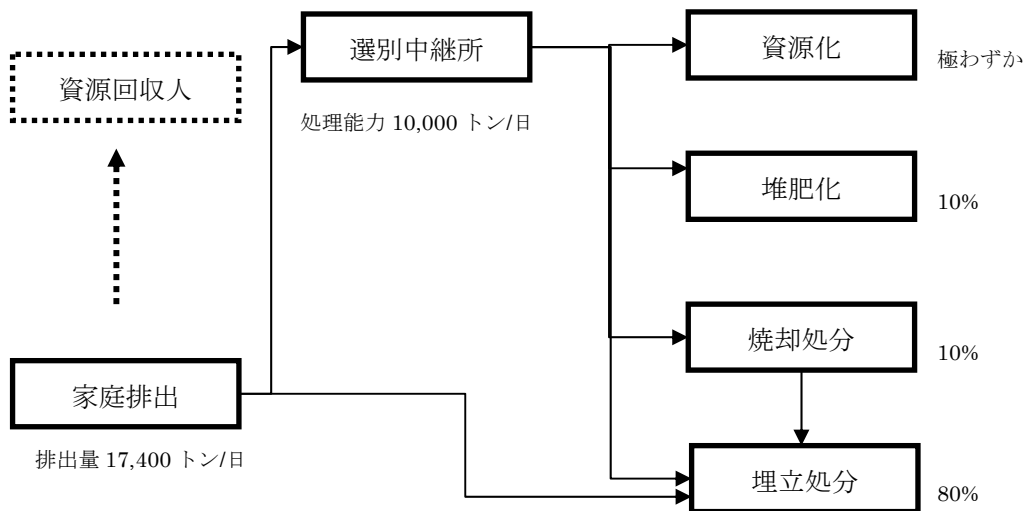 選別中継所
資源化
極わずか
資源回収人
処理能力 10,000 トン/日
堆肥化
10%
焼却処分
10%
家庭排出
排出量 17,400 トン/日
埋立処分
80%